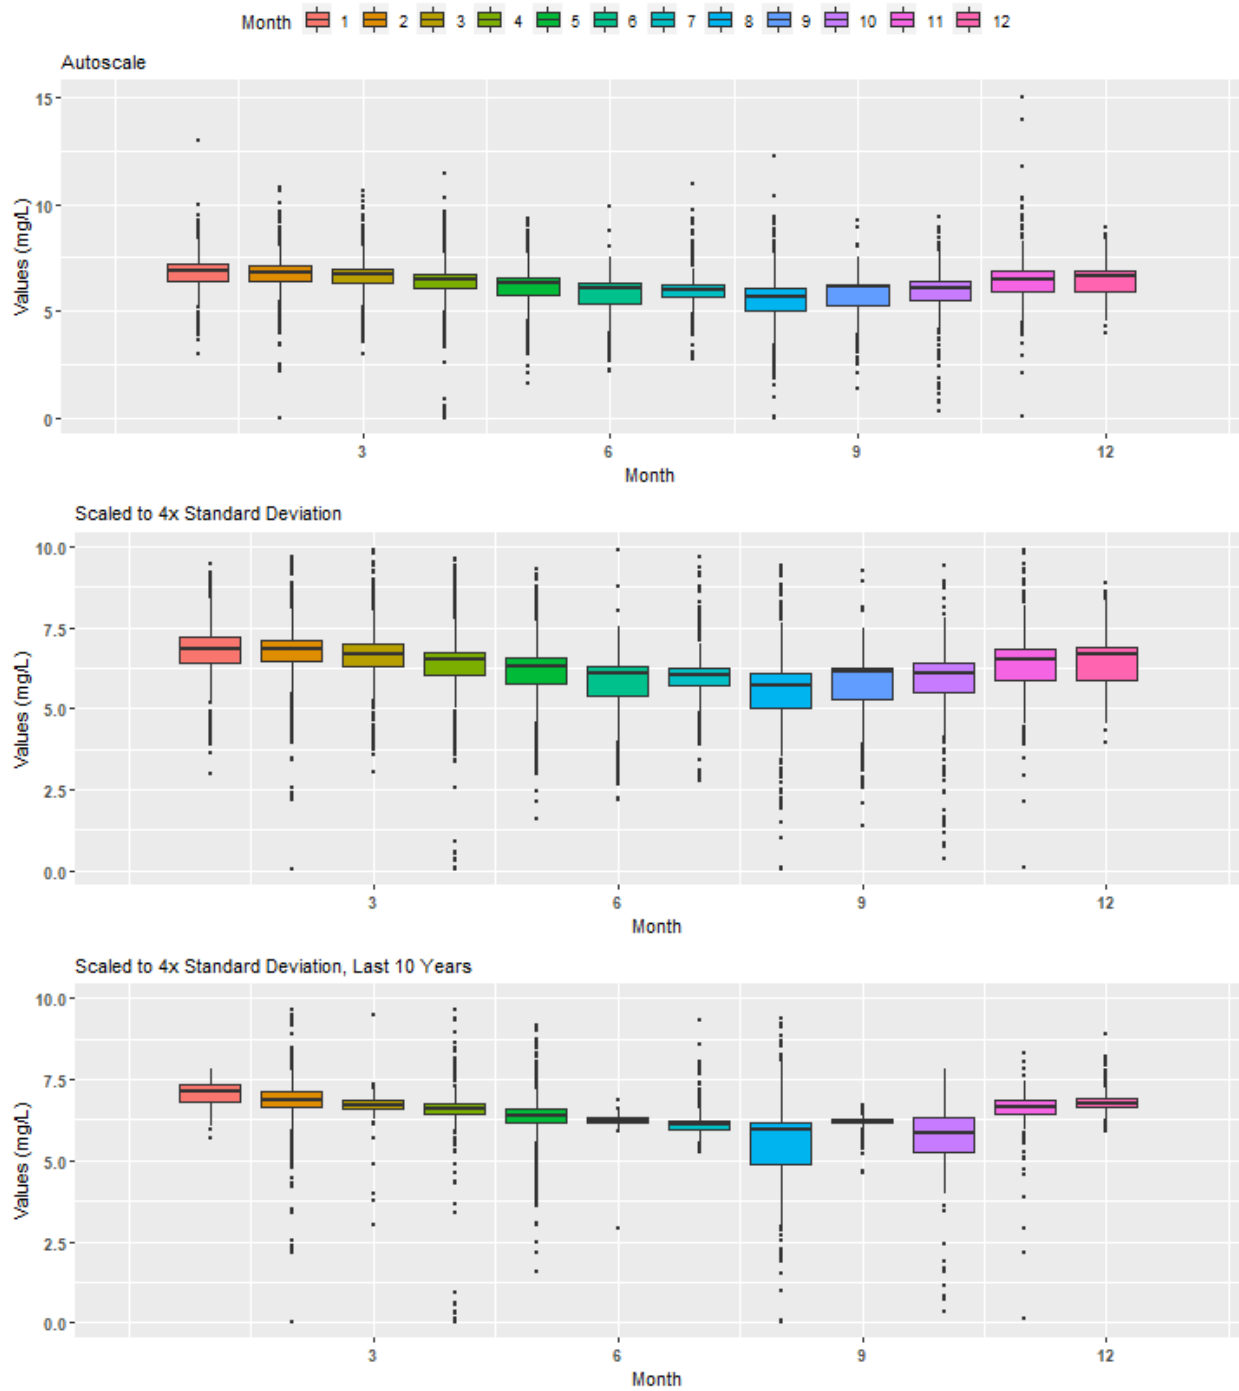 Month 1 2 3 4 5 6 7 8 9 10 11 12
Autoscale
Values (mg/L)
15
10
5
0
3 6 9 12
Month
Scaled to 4x Standard Deviation
Values (mg/L)
10.0
7.5
5.0
2.5
0.0
3 6 9 12
Month
Scaled to 4x Standard Deviation, Last 10 Years
Values (mg/L)
10.0
7.5
5.0
2.5
0.0
3 6 9 12
Month